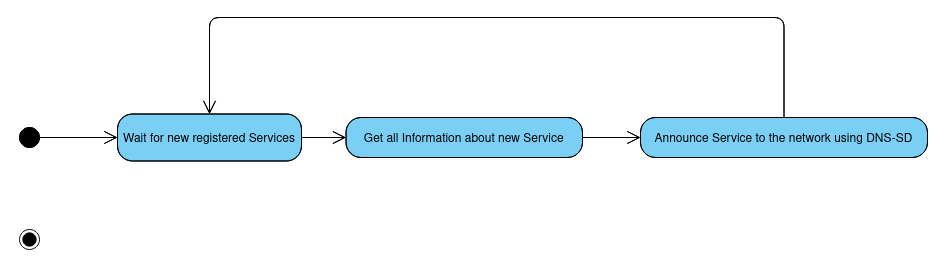 Wait for new registered Services
Get all Information about new Service
Announce Service to the network using DNS-SD